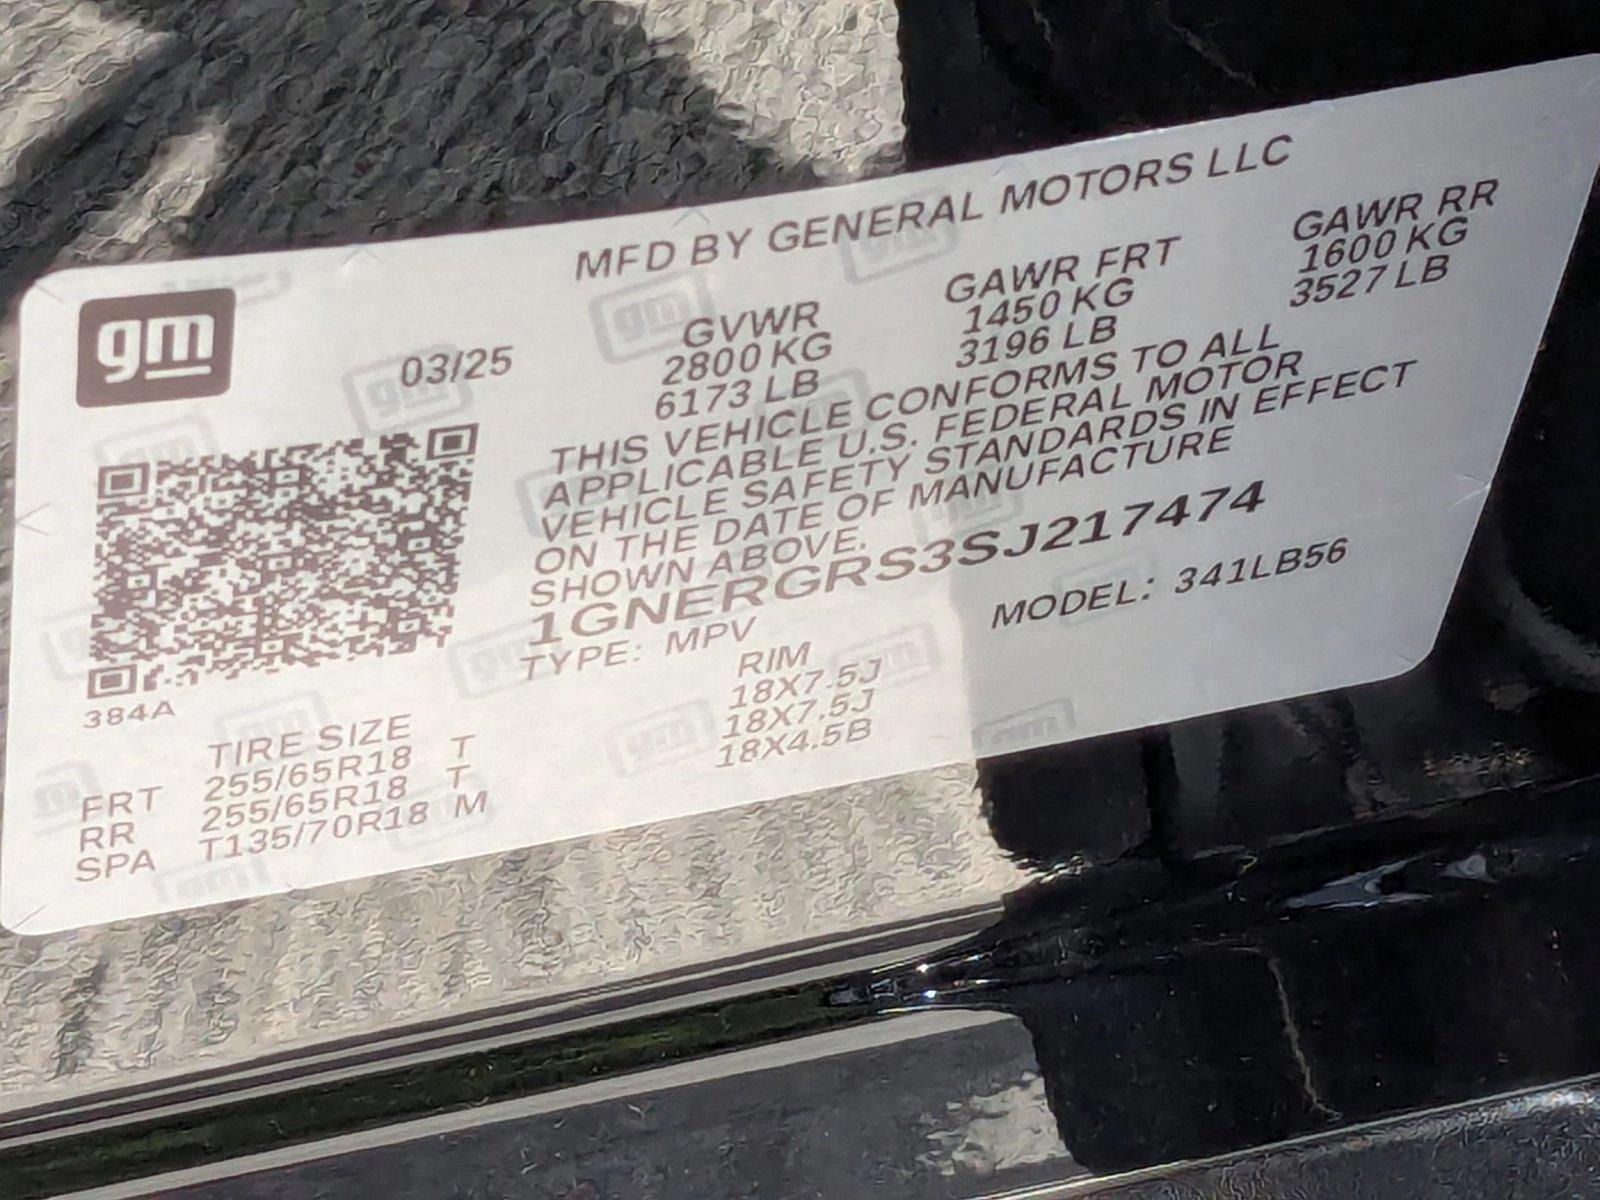 MFD BY GENERAL MOTORS LLC
gm
03/25
GVWR GAWR FRT GAWR RR
2800 KG 1450 KG 1600 KG
6173 LB 3196 LB 3527 LB
THIS VEHICLE CONFORMS TO ALL
APPLICABLE U.S. FEDERAL MOTOR
VEHICLE SAFETY STANDARDS IN EFFECT
ON THE DATE OF MANUFACTURE
SHOWN ABOVE.
1GNERGRS3SJ217474
TYPE: MPV MODEL: 341LB56
384A
TIRE SIZE RIM
FRT 255/65R18 T 18X7.5J
RR 255/65R18 T 18X7.5J
SPA T135/70R18 M 18X4.5B